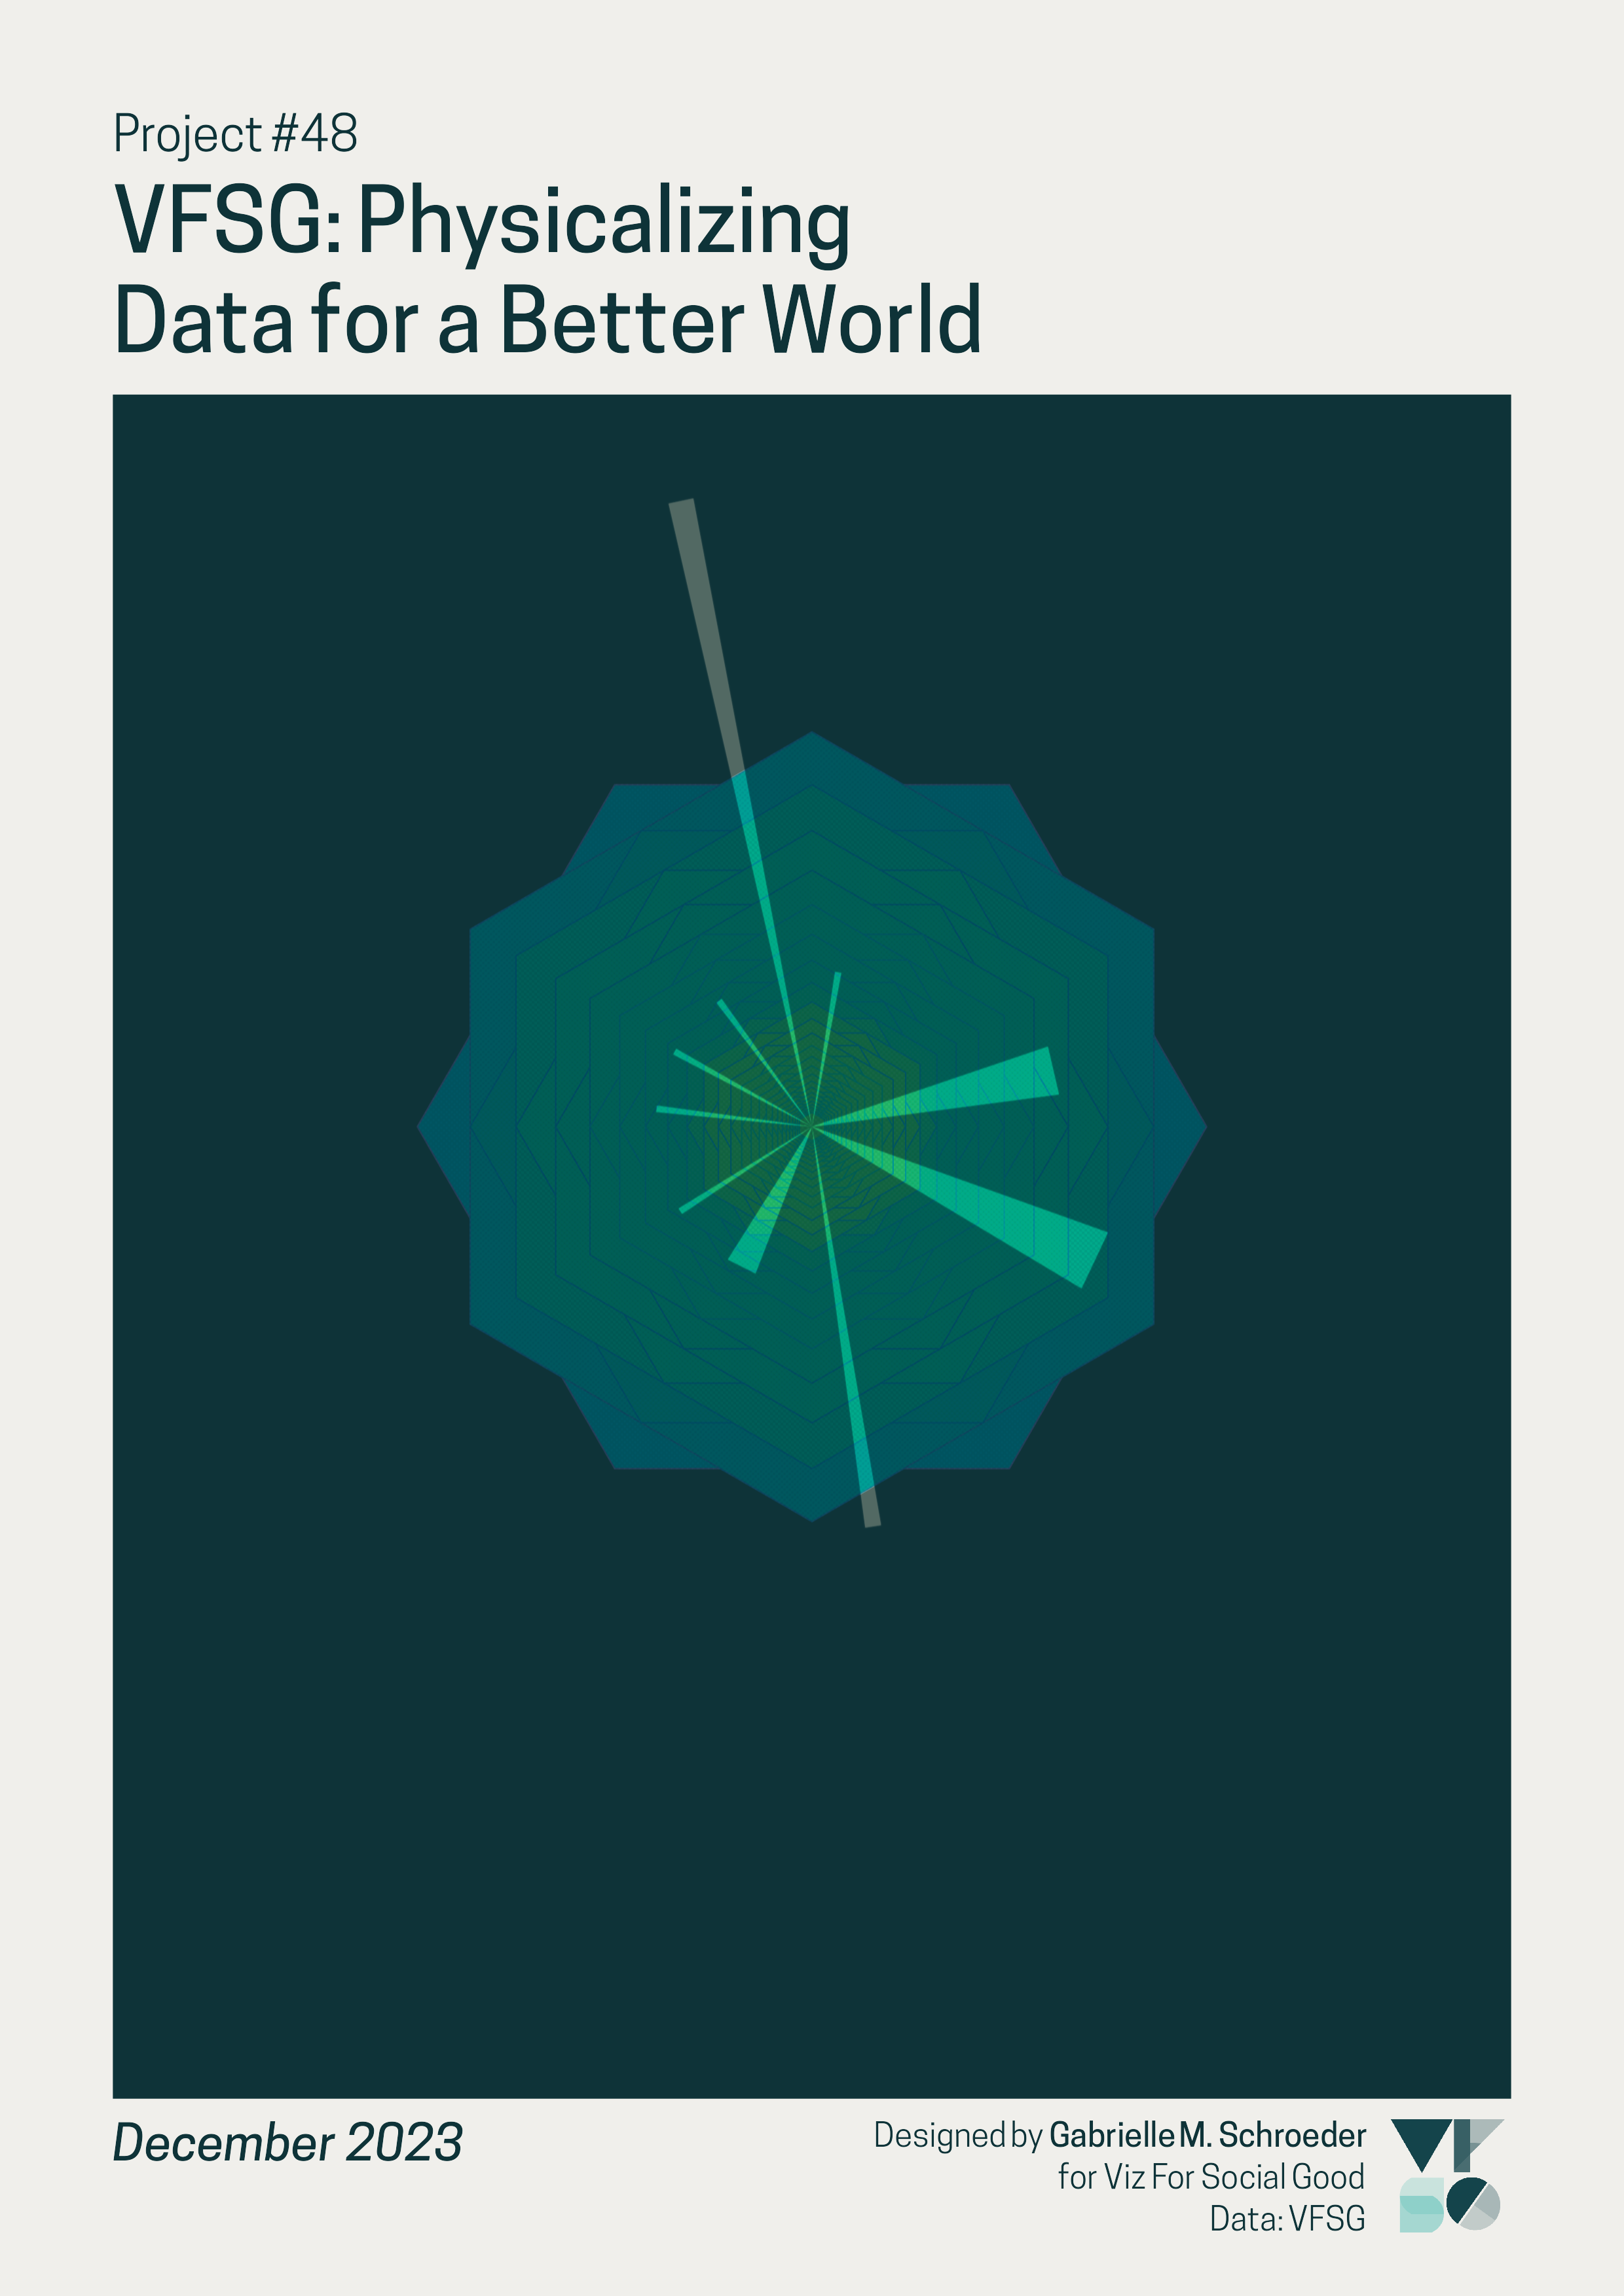 Project #48
VFSG: Physicalizing
Data for a Better World
December 2023
Designed by Gabrielle M. Schroeder
for Viz For Social Good
Data: VFSG
VFSG